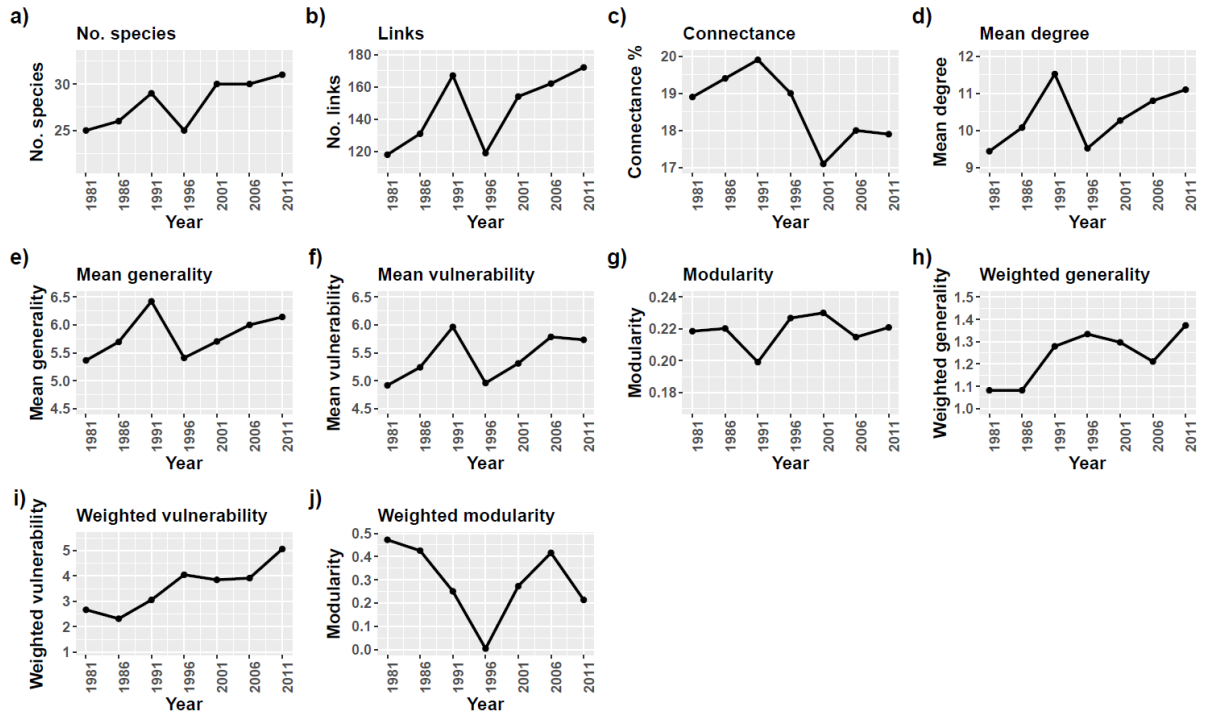 a)
No. species
No. species
30
25
1981
1986
1991
1996
2001
2006
2011
Year
b)
Links
No. links
180
160
140
120
1981
1986
1991
1996
2001
2006
2011
Year
c)
Connectance
Connectance %
20
19
18
17
1981
1986
1991
1996
2001
2006
2011
Year
d)
Mean degree
Mean degree
12
11
10
9
1981
1986
1991
1996
2001
2006
2011
Year
e)
Mean generality
Mean generality
6.5
6.0
5.5
5.0
4.5
1981
1986
1991
1996
2001
2006
2011
Year
f)
Mean vulnerability
Mean vulnerability
6.5
6.0
5.5
5.0
4.5
1981
1986
1991
1996
2001
2006
2011
Year
g)
Modularity
Modularity
0.24
0.22
0.20
0.18
1981
1986
1991
1996
2001
2006
2011
Year
h)
Weighted generality
Weighted generality
1.5
1.4
1.3
1.2
1.1
1.0
1981
1986
1991
1996
2001
2006
2011
Year
i)
Weighted vulnerability
Weighted vulnerability
5
4
3
2
1
1981
1986
1991
1996
2001
2006
2011
Year
j)
Weighted modularity
Modularity
0.5
0.4
0.3
0.2
0.1
0.0
1981
1986
1991
1996
2001
2006
2011
Year